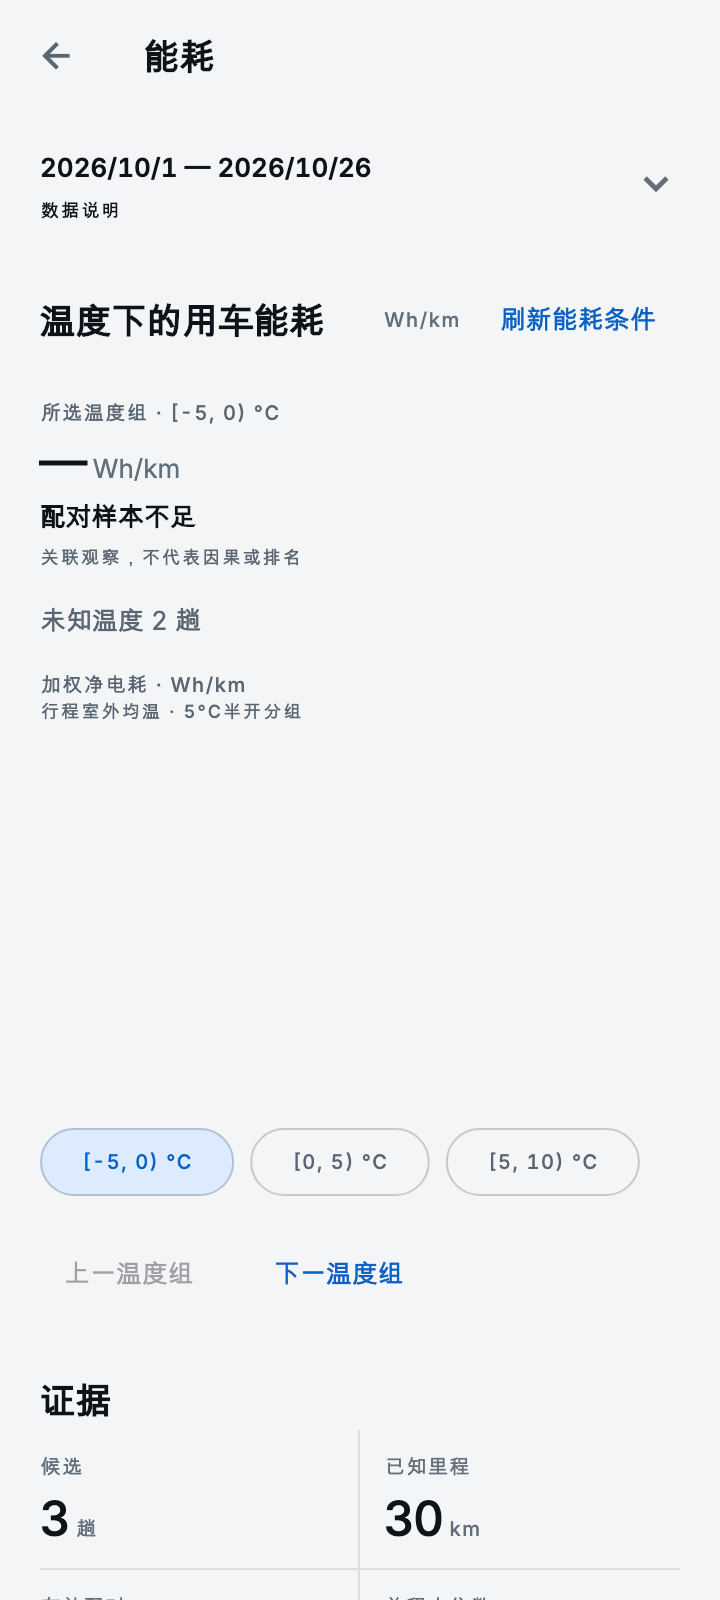 能耗
2026/10/1 — 2026/10/26
数据说明
温度下的用车能耗 Wh/km 刷新能耗条件
所选温度组 · [-5, 0) °C
— Wh/km
配对样本不足
关联观察，不代表因果或排名
未知温度 2 趟
加权净电耗 · Wh/km
行程室外均温 · 5°C半开分组
[-5, 0) °C [0, 5) °C [5, 10) °C
上一温度组 下一温度组
证据
候选 已知里程
3 趟 30 km